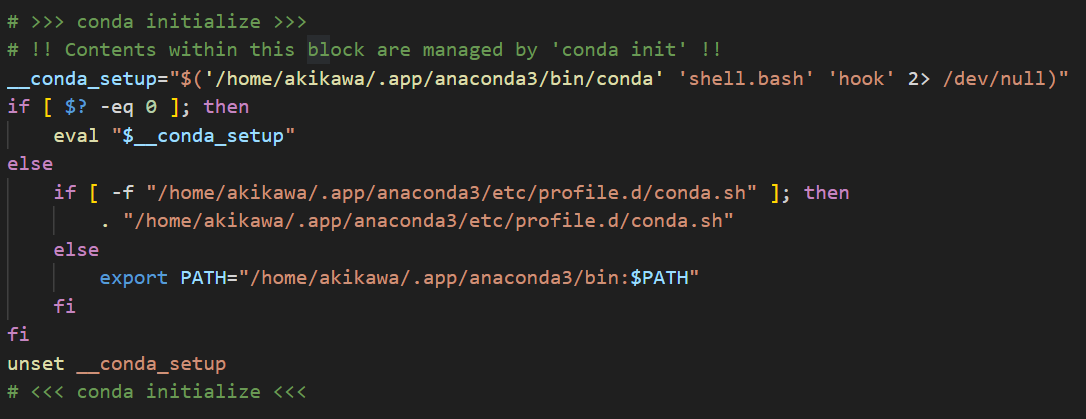 # >>> conda initialize >>>
# !! Contents within this block are managed by 'conda init' !!
__conda_setup="$('/home/akikawa/.app/anaconda3/bin/conda' 'shell.bash' 'hook' 2> /dev/null)"
if [ $? -eq 0 ]; then
    eval "$__conda_setup"
else
    if [ -f "/home/akikawa/.app/anaconda3/etc/profile.d/conda.sh" ]; then
        . "/home/akikawa/.app/anaconda3/etc/profile.d/conda.sh"
    else
        export PATH="/home/akikawa/.app/anaconda3/bin:$PATH"
    fi
fi
unset __conda_setup
# <<< conda initialize <<<